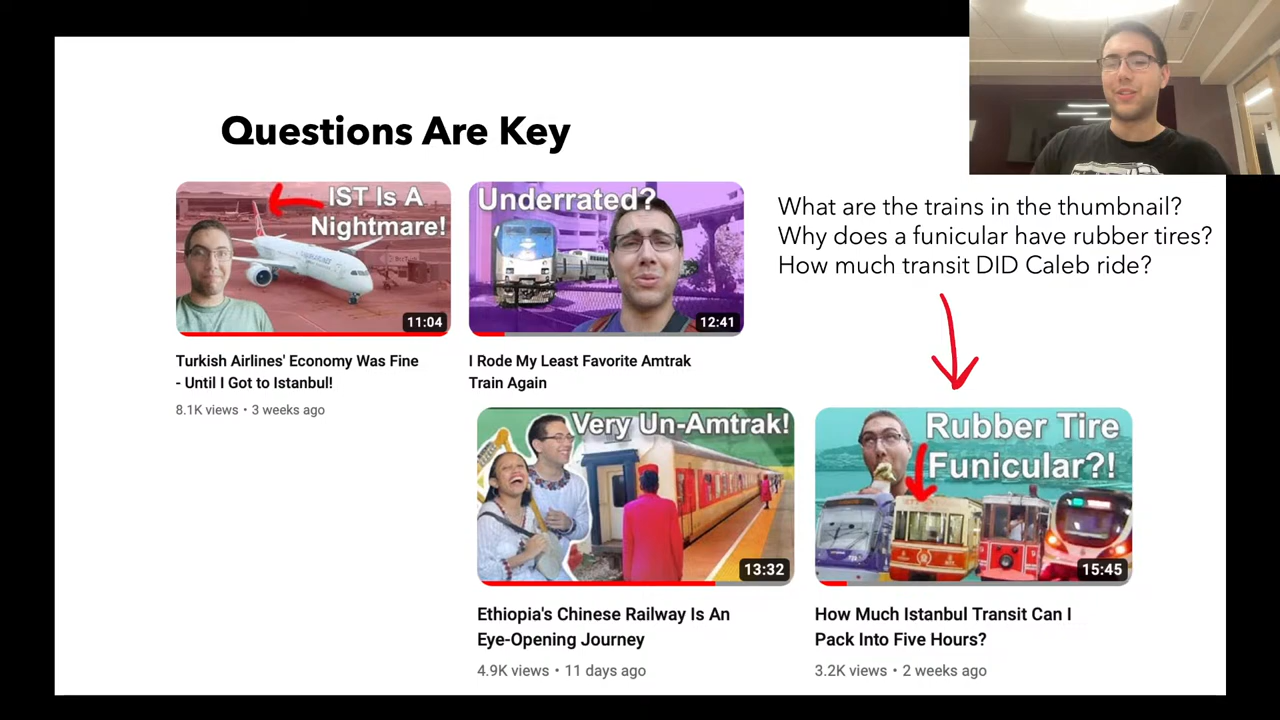 Questions Are Key
IST Is A
Nightmare!
11:04
Turkish Airlines' Economy Was Fine
- Until I Got to Istanbul!
8.1K views • 3 weeks ago
Underrated?
12:41
I Rode My Least Favorite Amtrak
Train Again
What are the trains in the thumbnail?
Why does a funicular have rubber tires?
How much transit DID Caleb ride?
Very Un-Amtrak!
13:32
Ethiopia's Chinese Railway Is An
Eye-Opening Journey
4.9K views • 11 days ago
Rubber Tire
Funicular?!
15:45
How Much Istanbul Transit Can I
Pack Into Five Hours?
3.2K views • 2 weeks ago